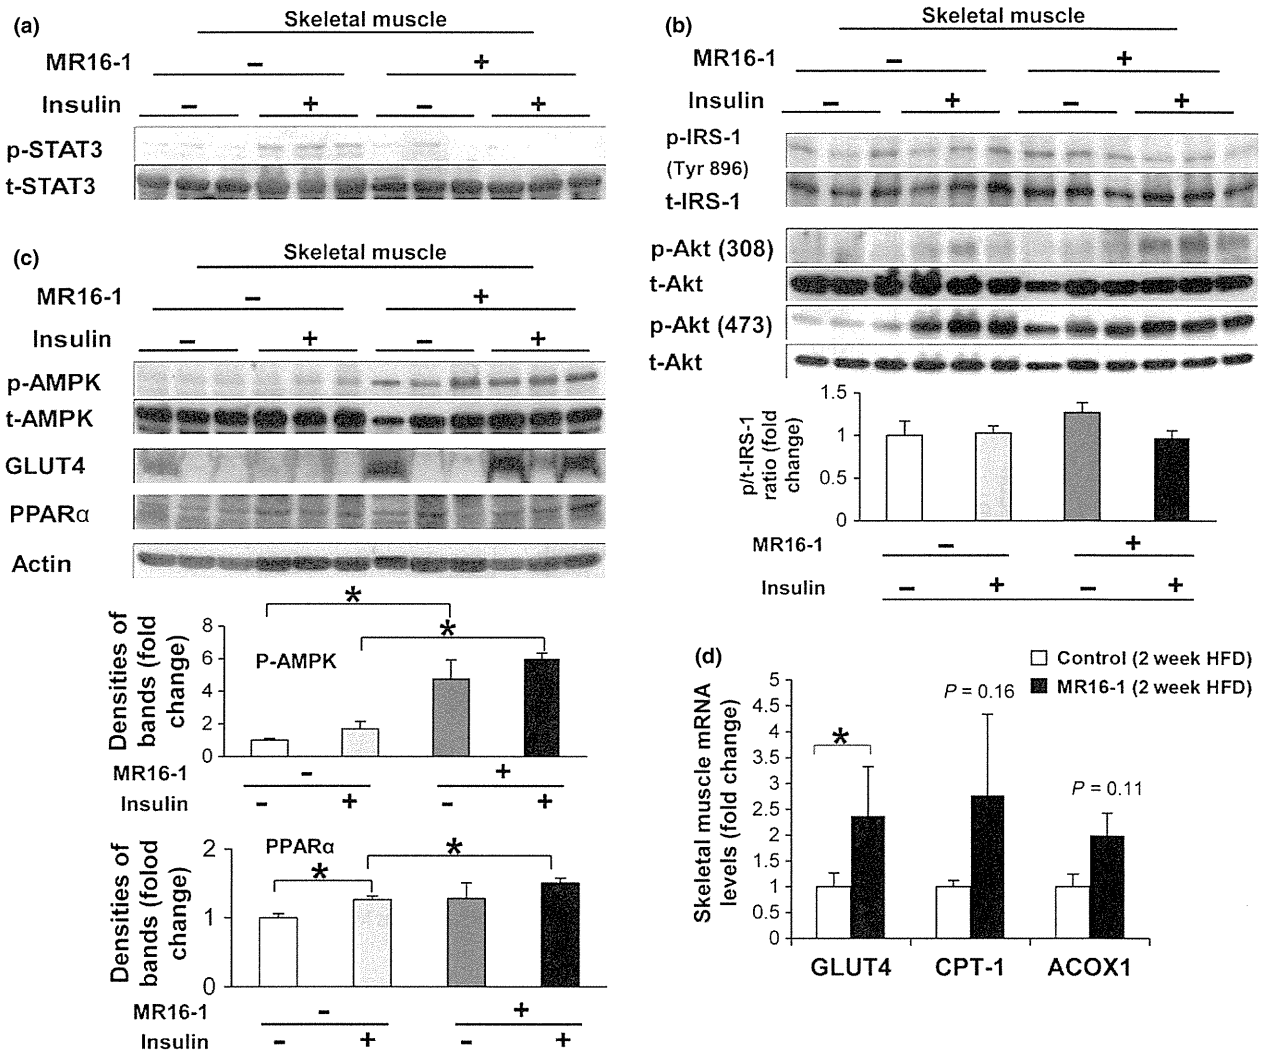 (a)
Skeletal muscle
MR16-1 − +
Insulin − + − +
p-STAT3
t-STAT3
(b)
Skeletal muscle
MR16-1 − +
Insulin − + − +
p-IRS-1
(Tyr 896)
t-IRS-1
p-Akt (308)
t-Akt
p-Akt (473)
t-Akt
1.5
1
0.5
0
p/t-IRS-1
ratio (fold
change)
MR16-1 − +
Insulin − + − +
(c)
Skeletal muscle
MR16-1 − +
Insulin − + − +
p-AMPK
t-AMPK
GLUT4
PPARα
Actin
Densities of
bands (fold
change)
8
6
4
2
0
P-AMPK
*
*
MR16-1 − +
Insulin − + − +
Densities of
bands (folod
change)
2
1
0
PPARα
*
*
MR16-1 − +
Insulin − + − +
(d)
Control (2 week HFD)
MR16-1 (2 week HFD)
Skeletal muscle mRNA
levels (fold change)
5
4.5
4
3.5
3
2.5
2
1.5
1
0.5
0
*
P = 0.16
P = 0.11
GLUT4 CPT-1 ACOX1